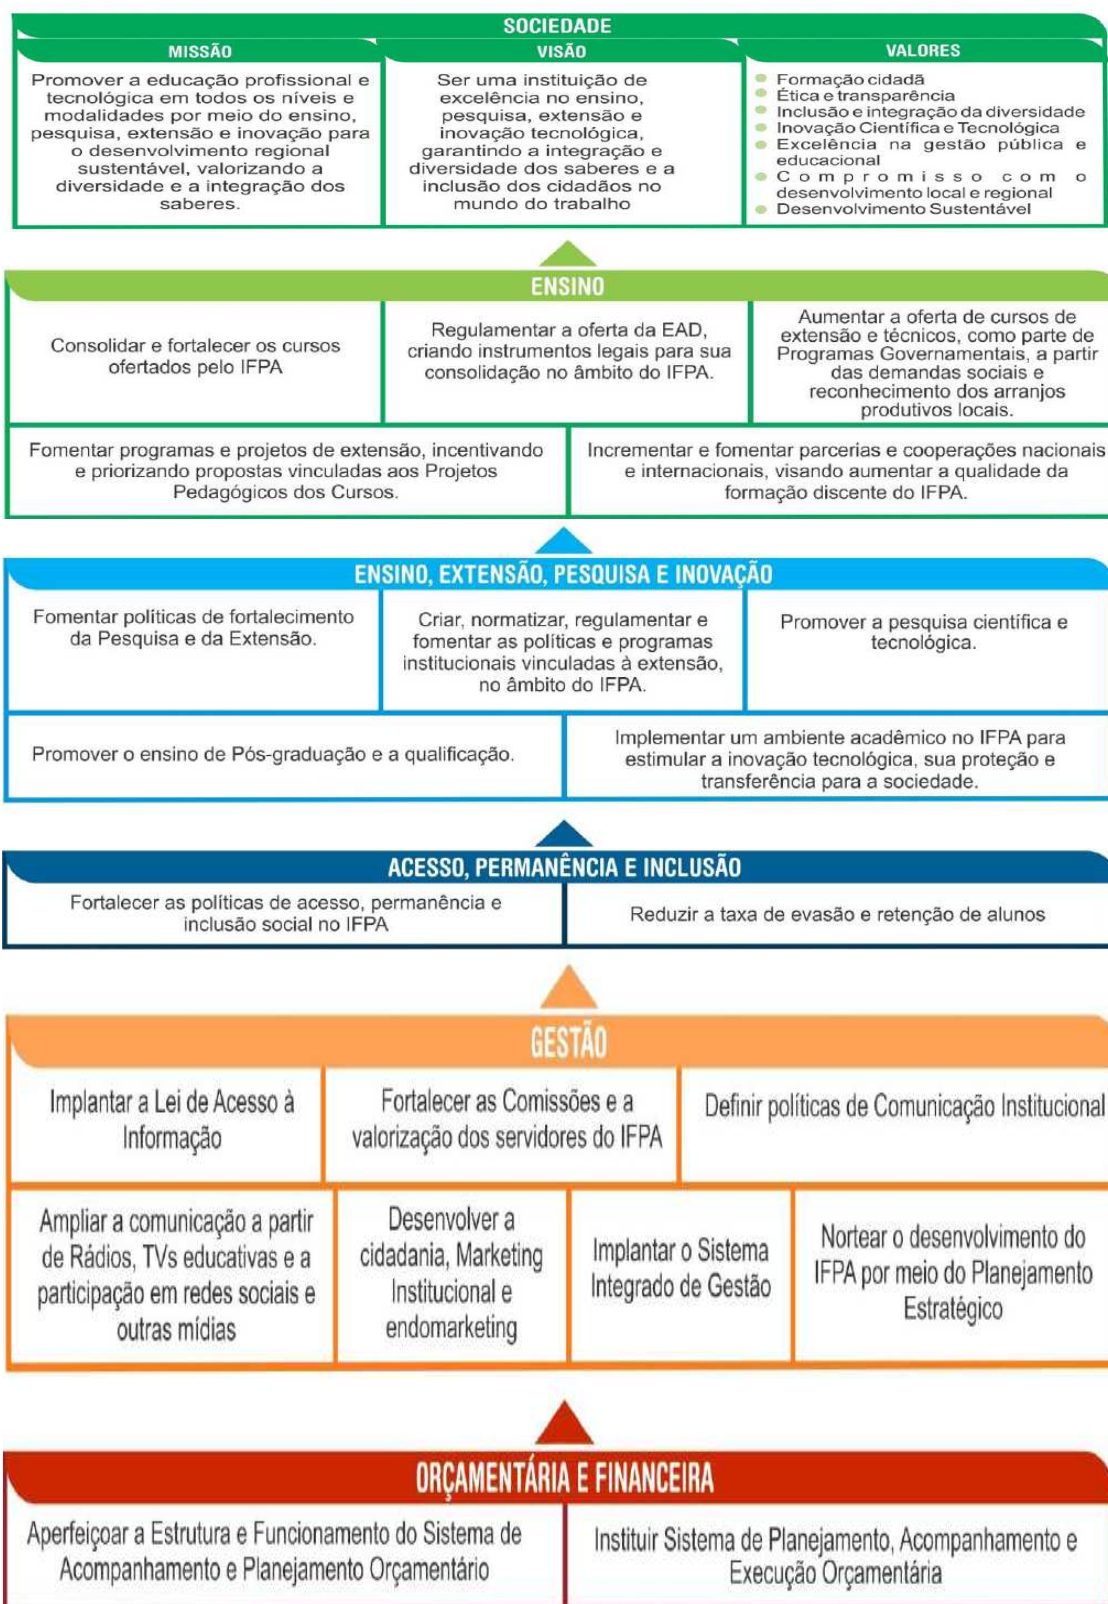 SOCIEDADE
MISSÃO
Promover a educação profissional e
tecnológica em todos os níveis e
modalidades por meio do ensino,
pesquisa, extensão e inovação para
o desenvolvimento regional
sustentável, valorizando a
diversidade e a integração dos
saberes.
VISÃO
Ser uma instituição de
excelência no ensino,
pesquisa, extensão e
inovação tecnológica,
garantindo a integração e
diversidade dos saberes e a
inclusão dos cidadãos no
mundo do trabalho
VALORES
Formação cidadã
Ética e transparência
Inclusão e integração da diversidade
Inovação Científica e Tecnológica
Excelência na gestão pública e
educacional
Compromisso com o
desenvolvimento local e regional
Desenvolvimento Sustentável
ENSINO
Consolidar e fortalecer os cursos
ofertados pelo IFPA
Regulamentar a oferta da EAD,
criando instrumentos legais para sua
consolidação no âmbito do IFPA.
Aumentar a oferta de cursos de
extensão e técnicos, como parte de
Programas Governamentais, a partir
das demandas sociais e
reconhecimento dos arranjos
produtivos locais.
Fomentar programas e projetos de extensão, incentivando
e priorizando propostas vinculadas aos Projetos
Pedagógicos dos Cursos.
Incrementar e fomentar parcerias e cooperações nacionais
e internacionais, visando aumentar a qualidade da
formação discente do IFPA.
ENSINO, EXTENSÃO, PESQUISA E INOVAÇÃO
Fomentar políticas de fortalecimento
da Pesquisa e da Extensão.
Criar, normatizar, regulamentar e
fomentar as políticas e programas
institucionais vinculadas à extensão,
no âmbito do IFPA.
Promover a pesquisa científica e
tecnológica.
Promover o ensino de Pós-graduação e a qualificação.
Implementar um ambiente acadêmico no IFPA para
estimular a inovação tecnológica, sua proteção e
transferência para a sociedade.
ACESSO, PERMANÊNCIA E INCLUSÃO
Fortalecer as políticas de acesso, permanência e
inclusão social no IFPA
Reduzir a taxa de evasão e retenção de alunos
GESTÃO
Implantar a Lei de Acesso à
Informação
Fortalecer as Comissões e a
valorização dos servidores do IFPA
Definir políticas de Comunicação Institucional
Ampliar a comunicação a partir
de Rádios, TVs educativas e a
participação em redes sociais e
outras mídias
Desenvolver a
cidadania, Marketing
Institucional e
endomarketing
Implantar o Sistema
Integrado de Gestão
Nortear o desenvolvimento do
IFPA por meio do Planejamento
Estratégico
ORÇAMENTÁRIA E FINANCEIRA
Aperfeiçoar a Estrutura e Funcionamento do Sistema de
Acompanhamento e Planejamento Orçamentário
Instituir Sistema de Planejamento, Acompanhamento e
Execução Orçamentária